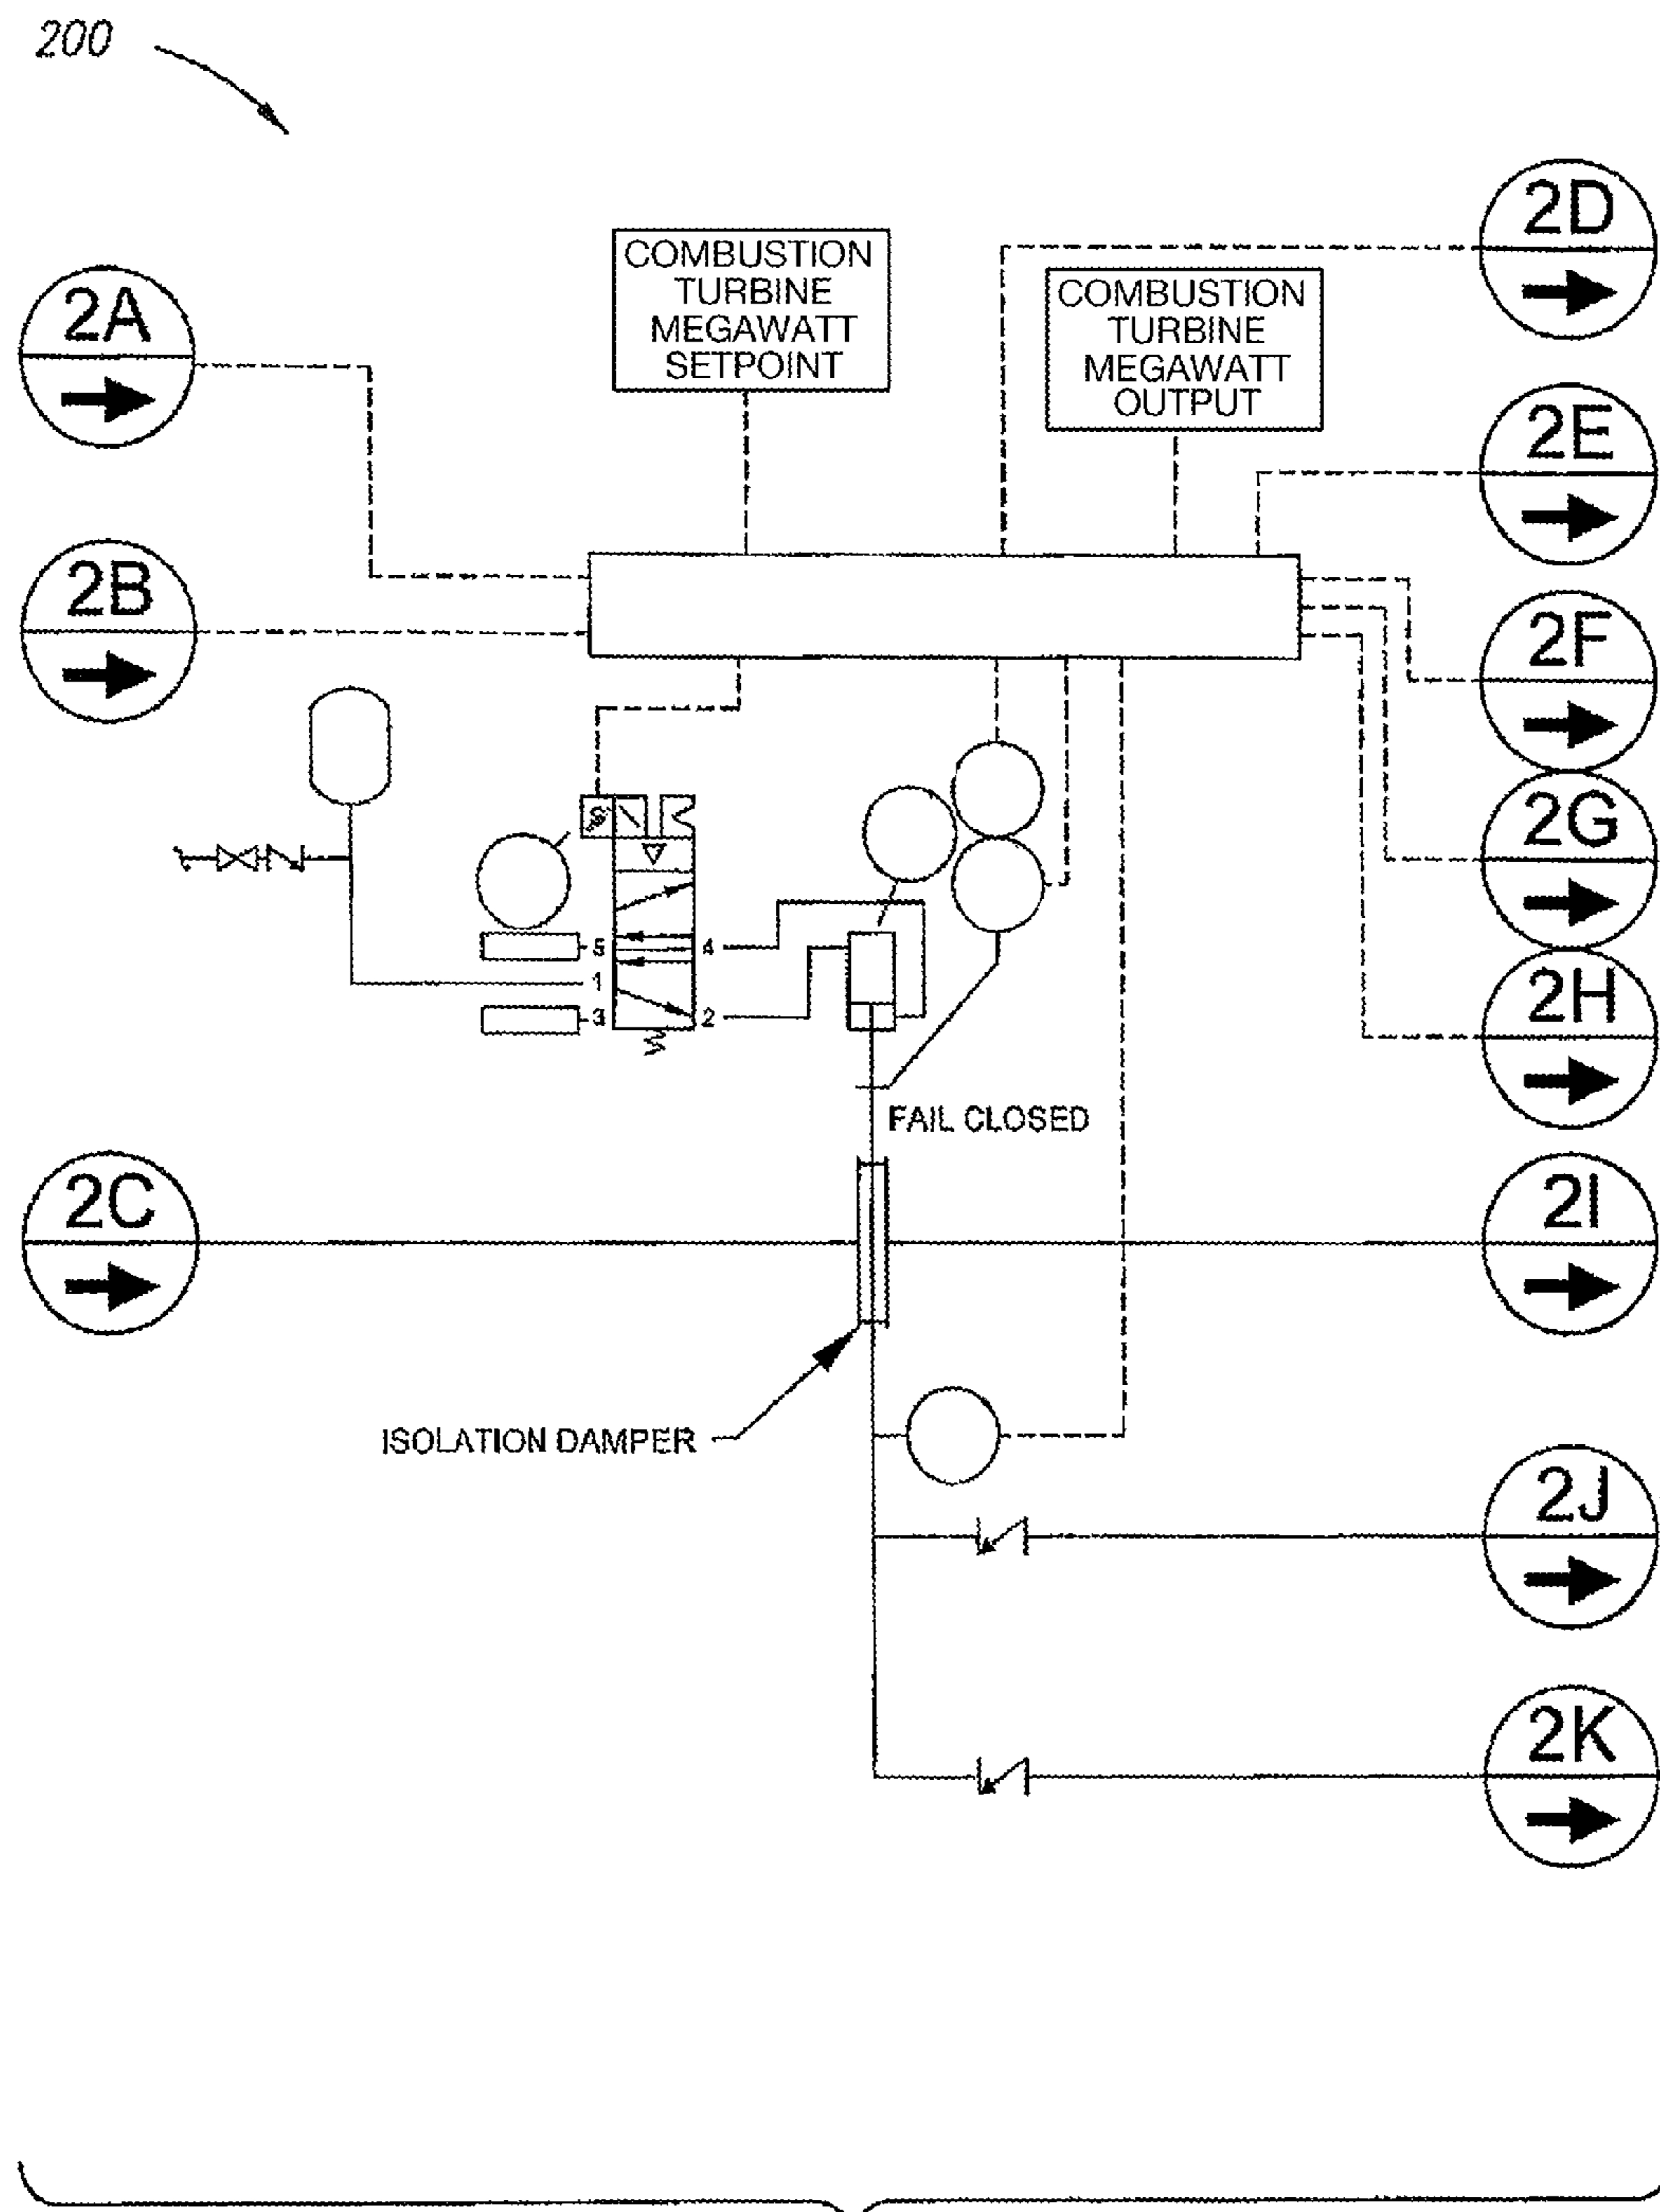 200
2D
COMBUSTION
TURBINE
MEGAWATT
SETPOINT
COMBUSTION
TURBINE
MEGAWATT
OUTPUT
2A
2E
2B
2F
S
2G
5
4
1
3
2
2H
FAIL CLOSED
2C
2I
ISOLATION DAMPER
2J
2K